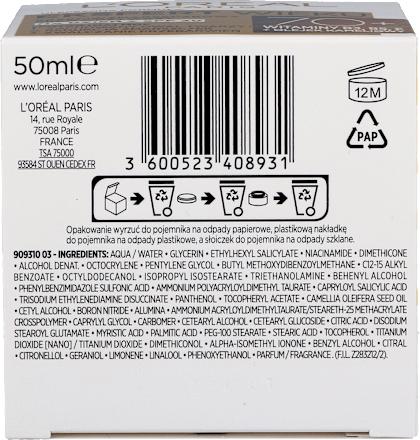 L'ORÉAL
WITAMINY B3, B5, E
50ml e
www.lorealparis.com
L'ORÉAL PARIS
14, rue Royale
75008 Paris
FRANCE
TSA 75000
93584 ST OUEN CEDEX FR
12M
PAP
3 600523 408931
Opakowanie wyrzuć do pojemnika na odpady papierowe, plastikową nakładkę
do pojemnika na odpady plastikowe, a słoiczek do pojemnika na odpady szklane.
909310 03 - INGREDIENTS: AQUA / WATER • GLYCERIN • ETHYLHEXYL SALICYLATE • NIACINAMIDE • DIMETHICONE
• ALCOHOL DENAT. • OCTOCRYLENE • PENTYLENE GLYCOL • BUTYL METHOXYDIBENZOYLMETHANE • C12-15 ALKYL
BENZOATE • OCTYLDODECANOL • ISOPROPYL ISOSTEARATE • TRIETHANOLAMINE • BEHENYL ALCOHOL
• PHENYLBENZIMIDAZOLE SULFONIC ACID • AMMONIUM POLYACRYLOYLDIMETHYL TAURATE • CAPRYLOYL SALICYLIC ACID
• TRISODIUM ETHYLENEDIAMINE DISUCCINATE • PANTHENOL • TOCOPHERYL ACETATE • CAMELLIA OLEIFERA SEED OIL
• CETYL ALCOHOL • BORON NITRIDE • ALUMINA • AMMONIUM ACRYLOYLDIMETHYLTAURATE/STEARETH-25 METHACRYLATE
CROSSPOLYMER • CAPRYLYL GLYCOL • CARBOMER • CETEARYL ALCOHOL • CETEARYL GLUCOSIDE • CITRIC ACID • DISODIUM
STEAROYL GLUTAMATE • MYRISTIC ACID • PALMITIC ACID • PEG-100 STEARATE • STEARIC ACID • TOCOPHEROL • TITANIUM
DIOXIDE [NANO] / TITANIUM DIOXIDE • DIMETHICONOL • ALPHA-ISOMETHYL IONONE • BENZYL ALCOHOL • CITRAL
• CITRONELLOL • GERANIOL • LIMONENE • LINALOOL • PHENOXYETHANOL • PARFUM / FRAGRANCE. (F.I.L. Z283212/2).